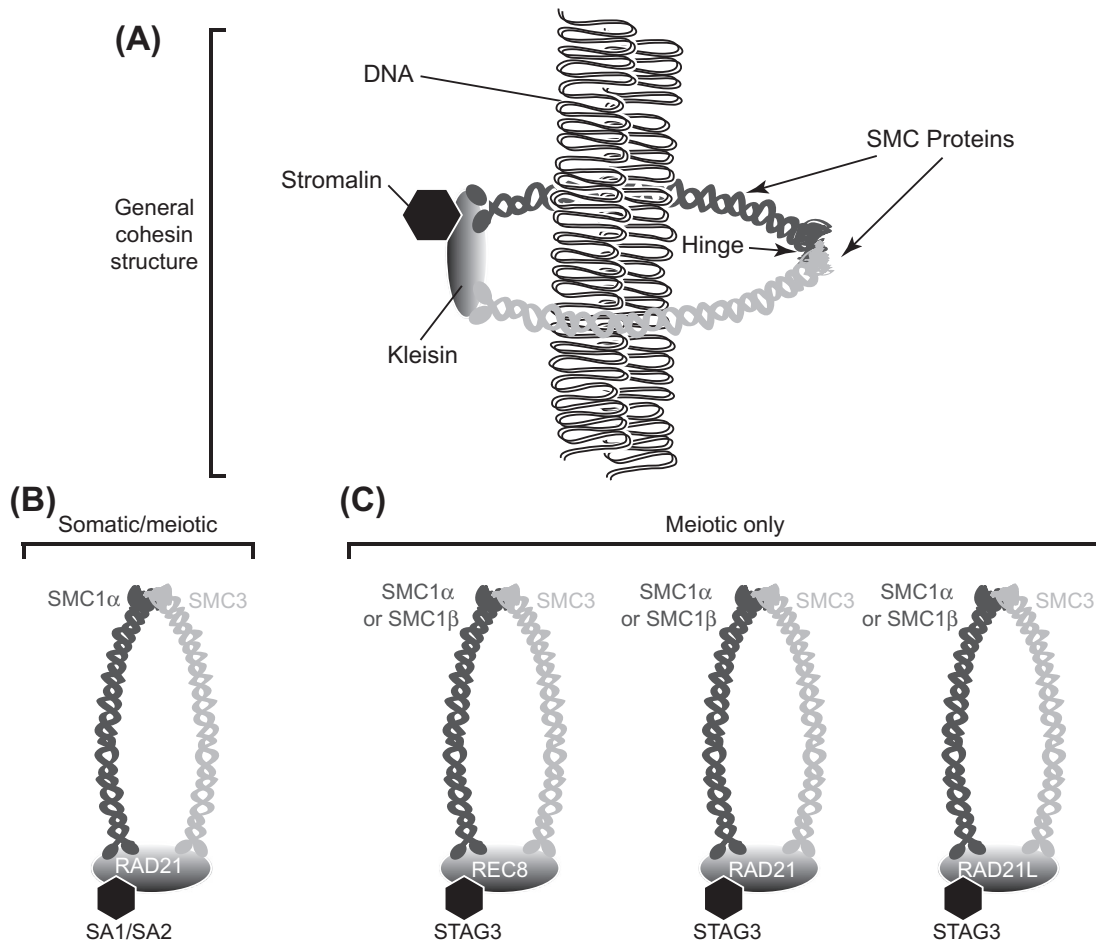 (A)
DNA
SMC Proteins
Stromalin
General
cohesin
structure
Hinge
Kleisin
(B)
Somatic/meiotic
SMC1α
SMC3
RAD21
SA1/SA2
(C)
Meiotic only
SMC1α
or SMC1β
SMC3
REC8
STAG3
SMC1α
or SMC1β
SMC3
RAD21
STAG3
SMC1α
or SMC1β
SMC3
RAD21L
STAG3